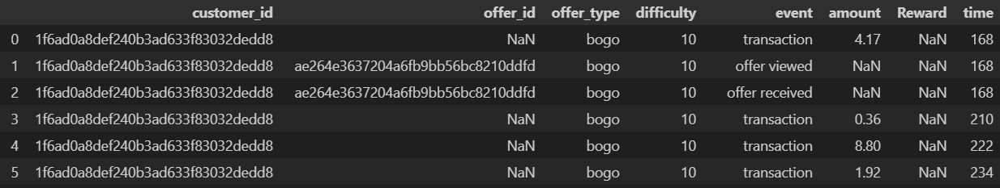 customer_id offer_id offer_type difficulty event amount Reward time
0 1f6ad0a8def240b3ad633f83032dedd8 NaN bogo 10 transaction 4.17 NaN 168
1 1f6ad0a8def240b3ad633f83032dedd8 ae264e3637204a6fb9bb56bc8210ddfd bogo 10 offer viewed NaN NaN 168
2 1f6ad0a8def240b3ad633f83032dedd8 ae264e3637204a6fb9bb56bc8210ddfd bogo 10 offer received NaN NaN 168
3 1f6ad0a8def240b3ad633f83032dedd8 NaN bogo 10 transaction 0.36 NaN 210
4 1f6ad0a8def240b3ad633f83032dedd8 NaN bogo 10 transaction 8.80 NaN 222
5 1f6ad0a8def240b3ad633f83032dedd8 NaN bogo 10 transaction 1.92 NaN 234